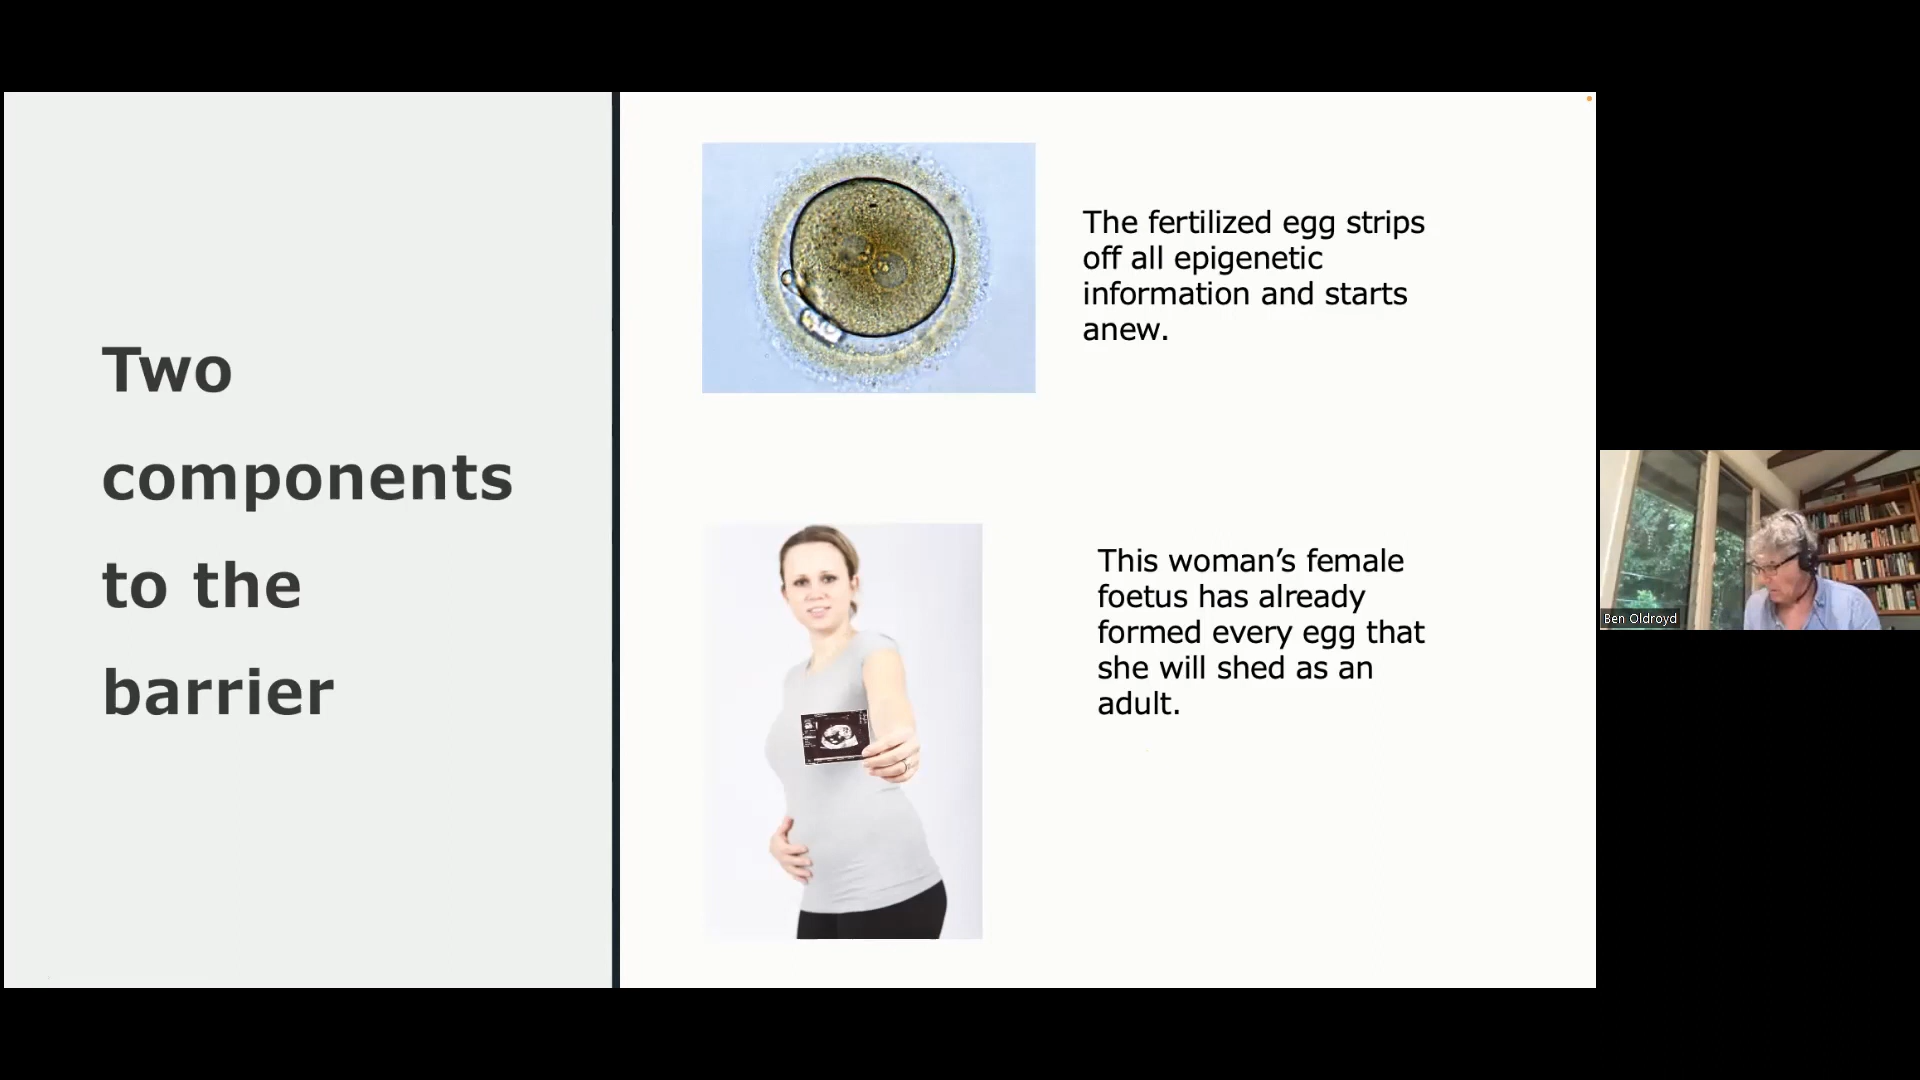 Two
components
to the
barrier
The fertilized egg strips
off all epigenetic
information and starts
anew.
This woman’s female
foetus has already
formed every egg that
she will shed as an
adult.
Ben Oldroyd